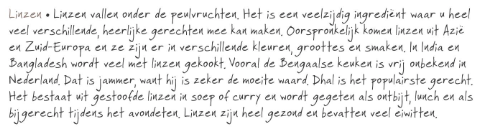 Linzen • Linzen vallen onder de peulvruchten. Het is een veelzijdig ingrediënt waar u heel
veel verschillende, heerlijke gerechten mee kan maken. Oorspronkelijk komen linzen uit Azië
en Zuid-Europa en ze zijn er in verschillende kleuren, groottes en smaken. In India en
Bangladesh wordt veel met linzen gekookt. Vooral de Bengaalse keuken is vrij onbekend in
Nederland. Dat is jammer, want hij is zeker de moeite waard. Dhal is het populairste gerecht.
Het bestaat uit gestoofde linzen in soep of curry en wordt gegeten als ontbijt, lunch en als
bijgerecht tijdens het avondeten. Linzen zijn heel gezond en bevatten veel eiwitten.